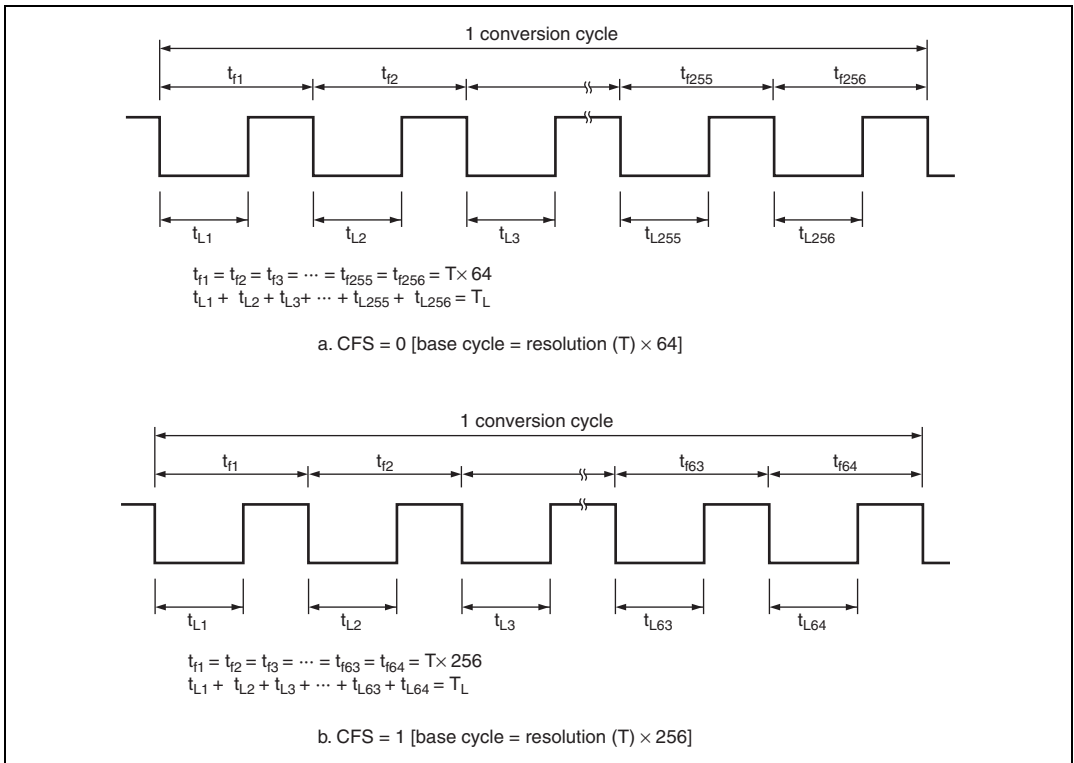 1 conversion cycle
tf1 tf2 tf255 tf256
tL1 tL2 tL3 tL255 tL256
tf1 = tf2 = tf3 = ··· = tf255 = tf256 = T× 64
tL1 + tL2 + tL3+ ··· + tL255 + tL256 = TL
a. CFS = 0 [base cycle = resolution (T) × 64]
1 conversion cycle
tf1 tf2 tf63 tf64
tL1 tL2 tL3 tL63 tL64
tf1 = tf2 = tf3 = ··· = tf63 = tf64 = T× 256
tL1 + tL2 + tL3 + ··· + tL63 + tL64 = TL
b. CFS = 1 [base cycle = resolution (T) × 256]